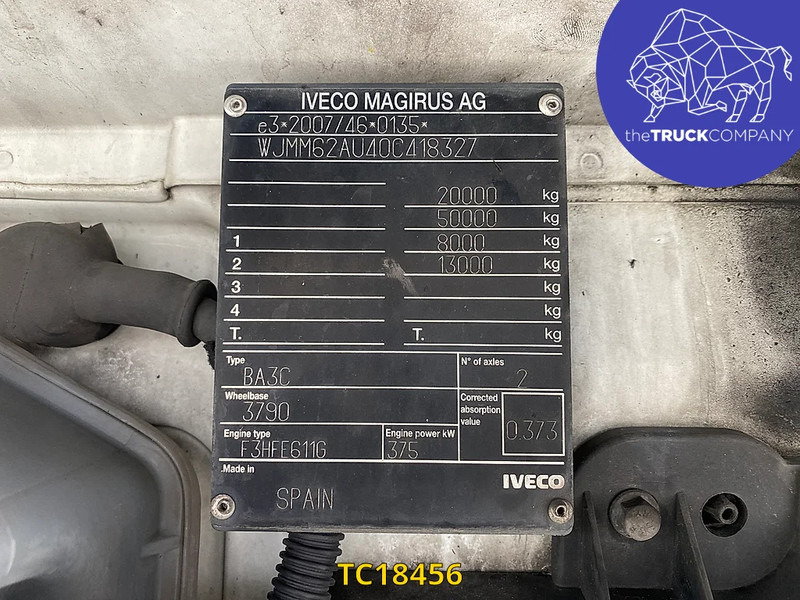 IVECO MAGIRUS AG
e3*2007/46*0135*
WJMM62AU40C418327
20000 kg
50000 kg
1 8000 kg
2 13000 kg
3 kg
4 kg
T. T. kg
Type BA3C
N° of axles 2
Wheelbase 3790
Corrected absorption value 0.373
Engine type F3HFE611G
Engine power kW 375
Made in SPAIN
IVECO
theTRUCKCOMPANY
TC18456